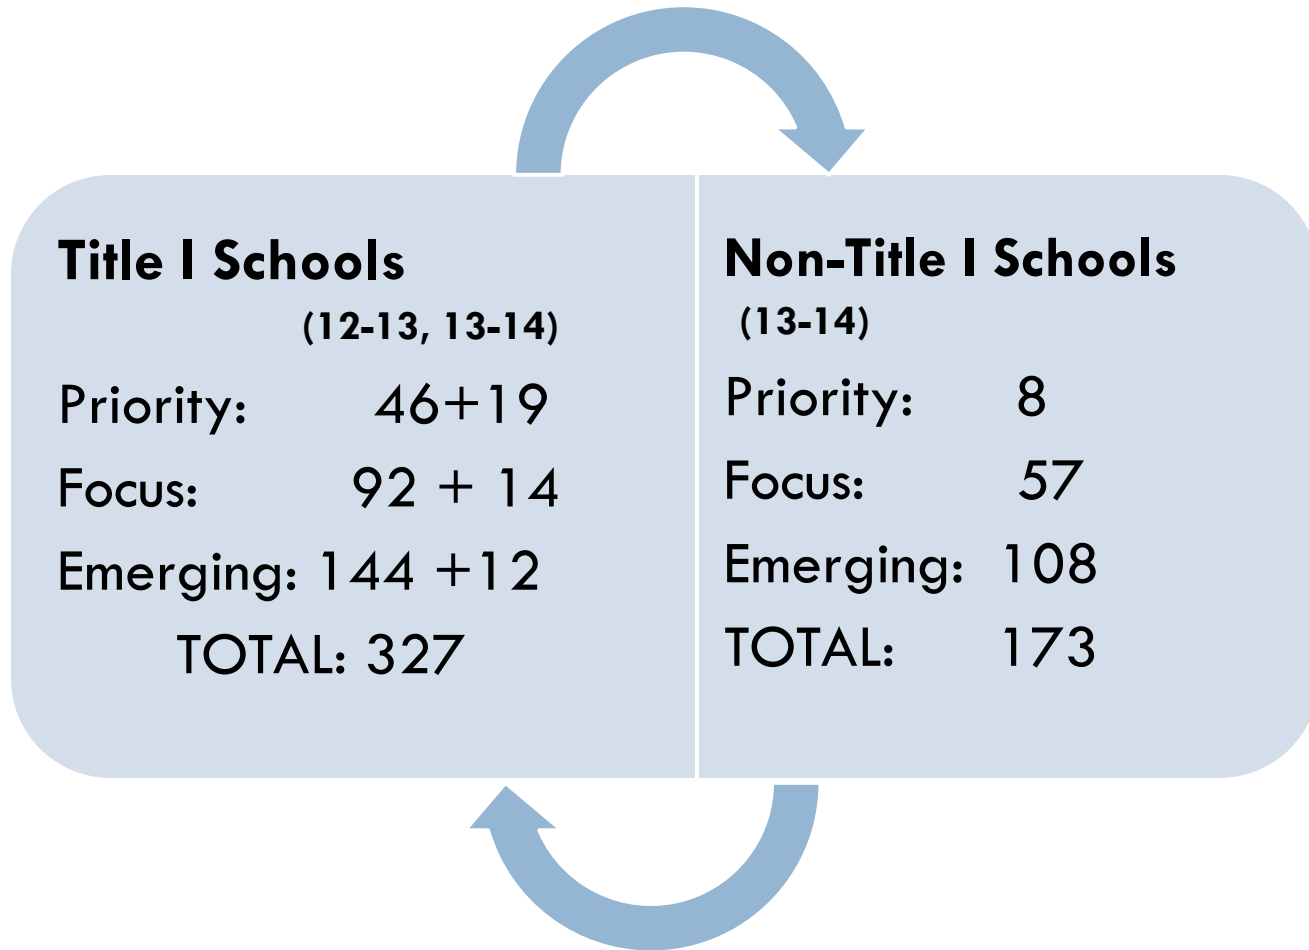 Title I Schools
(12-13, 13-14)
Priority: 46+19
Focus: 92 + 14
Emerging: 144 +12
TOTAL: 327
Non-Title I Schools
(13-14)
Priority: 8
Focus: 57
Emerging: 108
TOTAL: 173